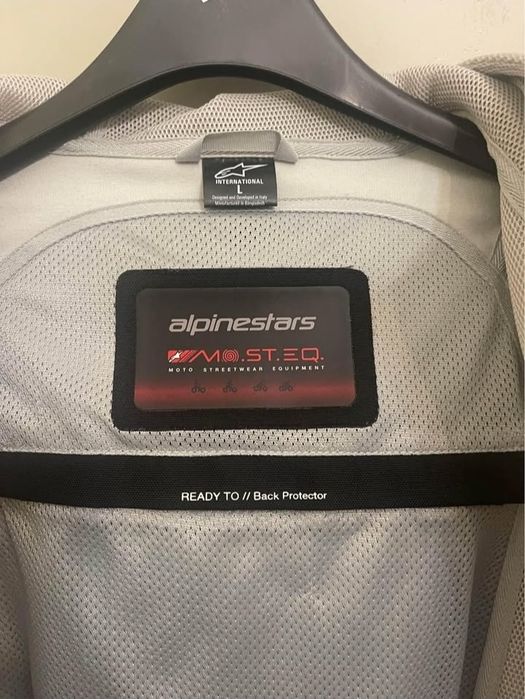 INTERNATIONAL
L
Designed and Developed in Italy
Manufactured in Bangladesh
alpinestars
MO.ST.EQ.
MOTO STREETWEAR EQUIPMENT
READY TO // Back Protector